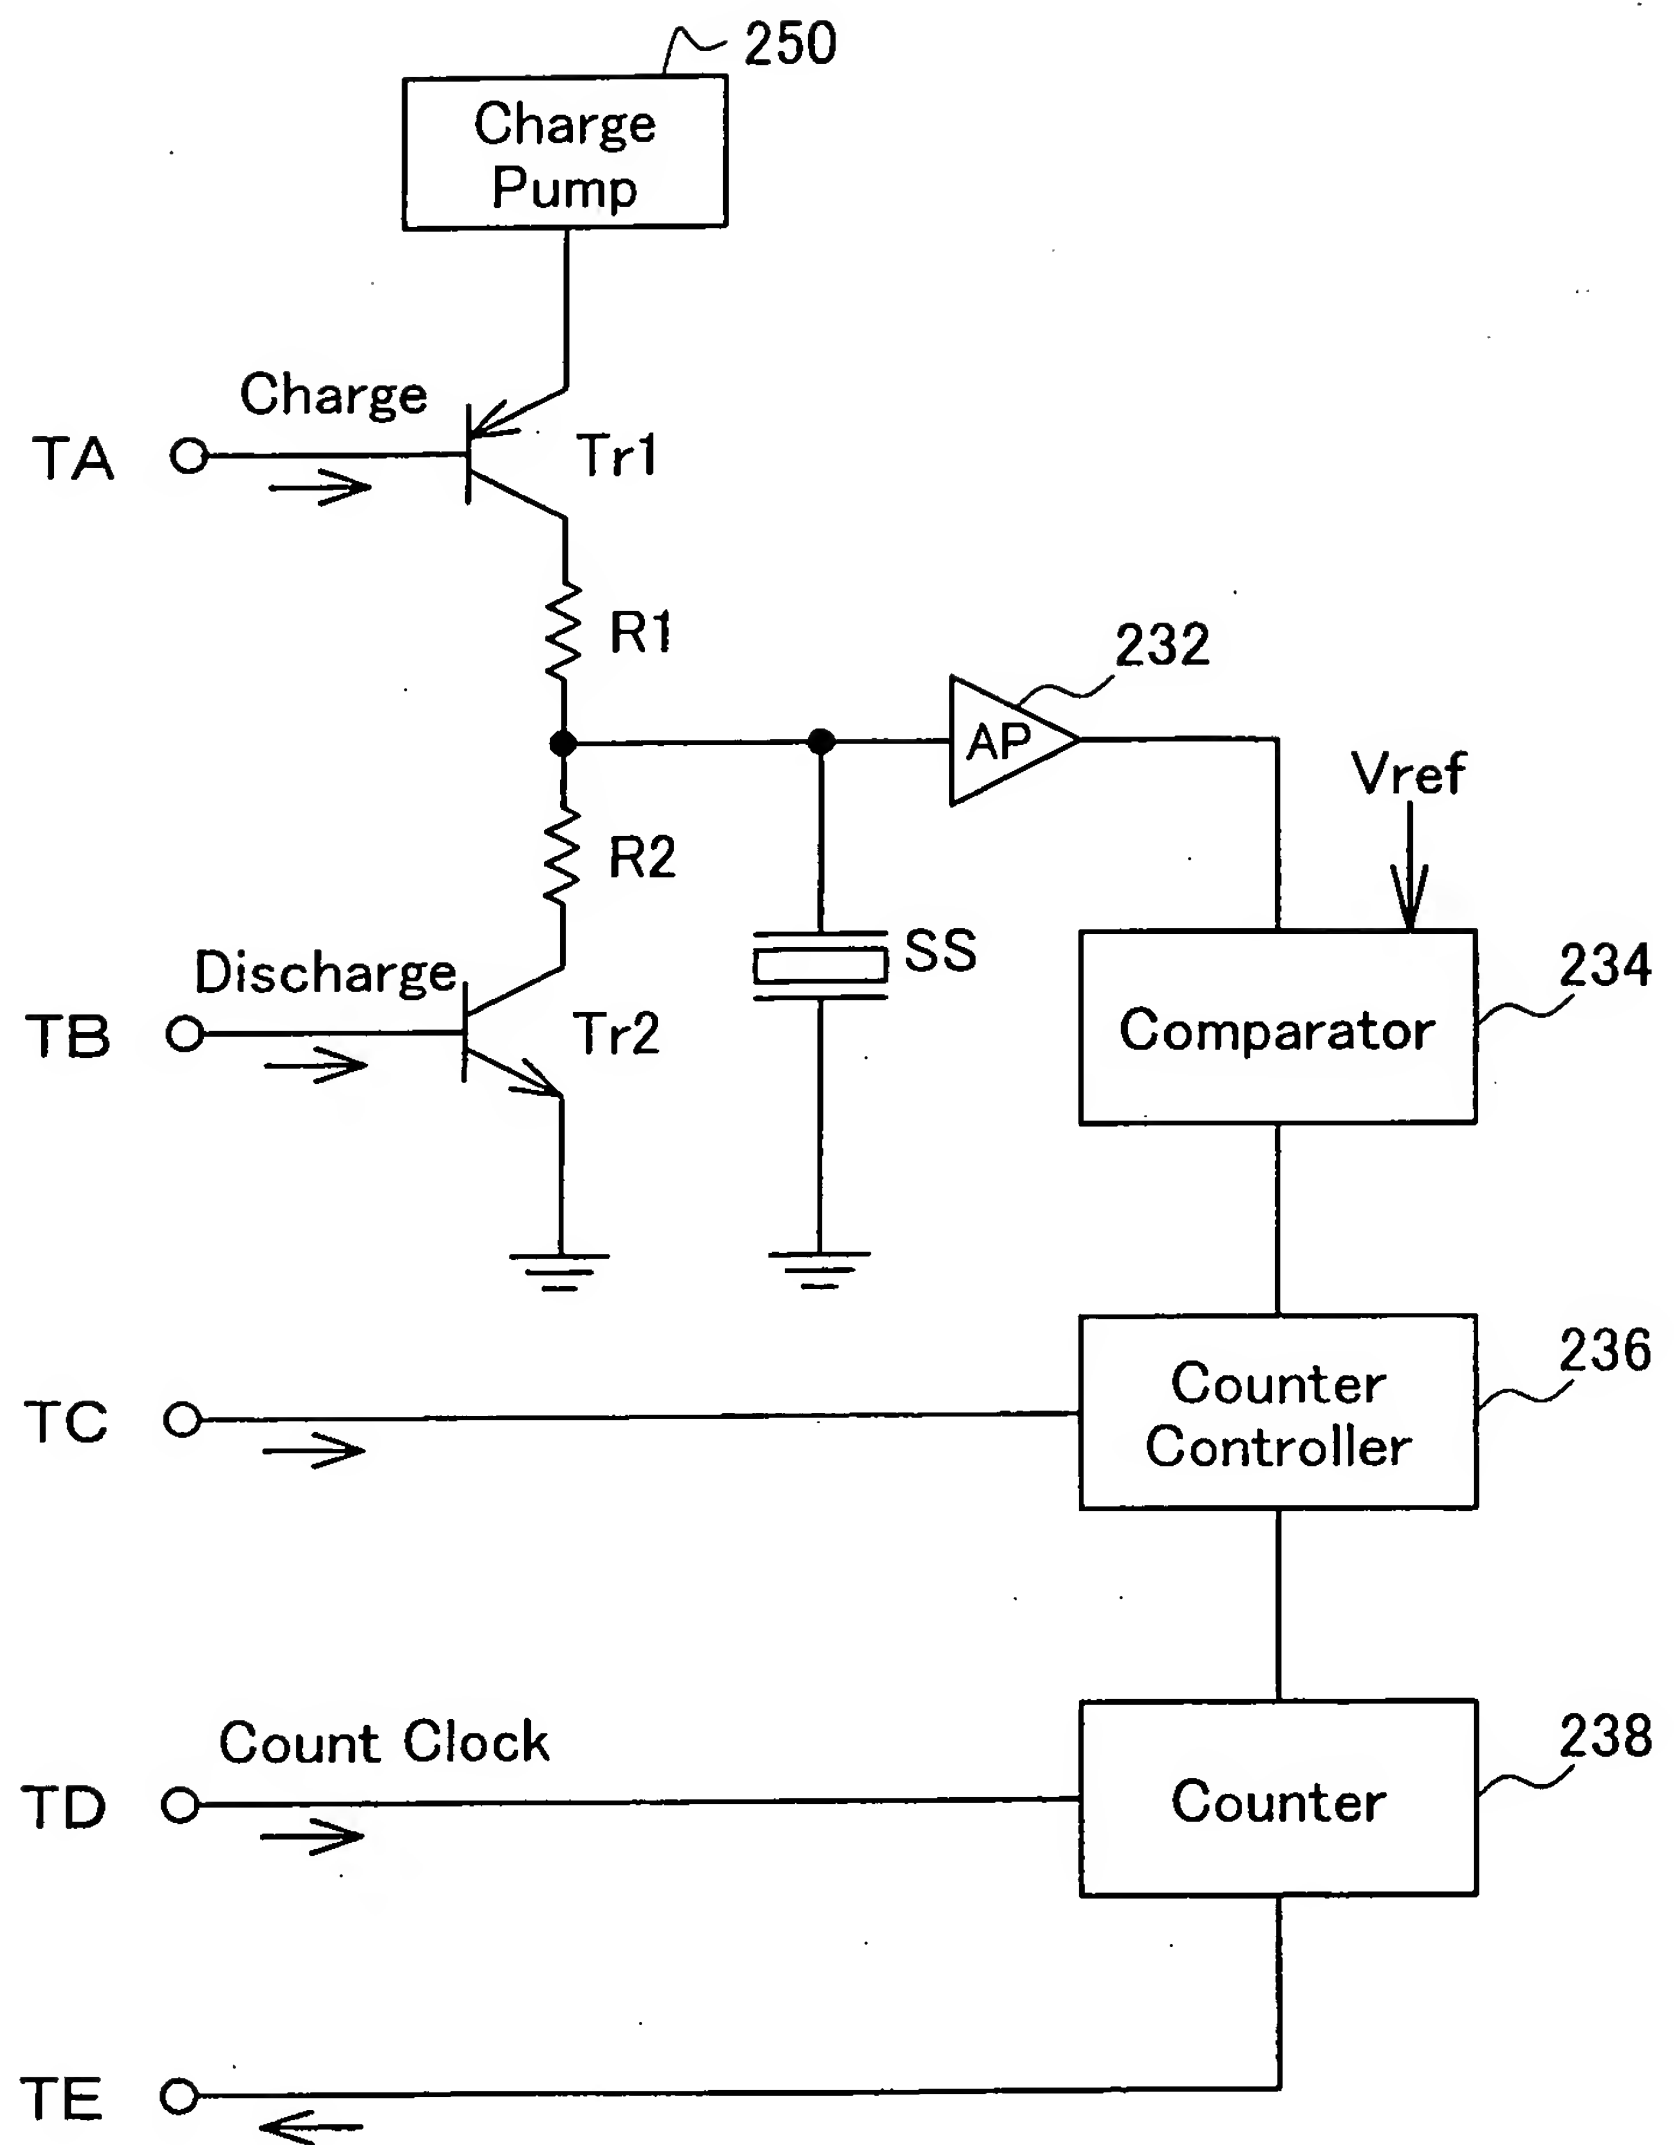 250
Charge
Pump
Charge
TA
Tr1
R1
232
AP
Vref
R2
SS
Discharge
234
TB
Tr2
Comparator
236
Counter
Controller
TC
238
Count Clock
TD
Counter
TE